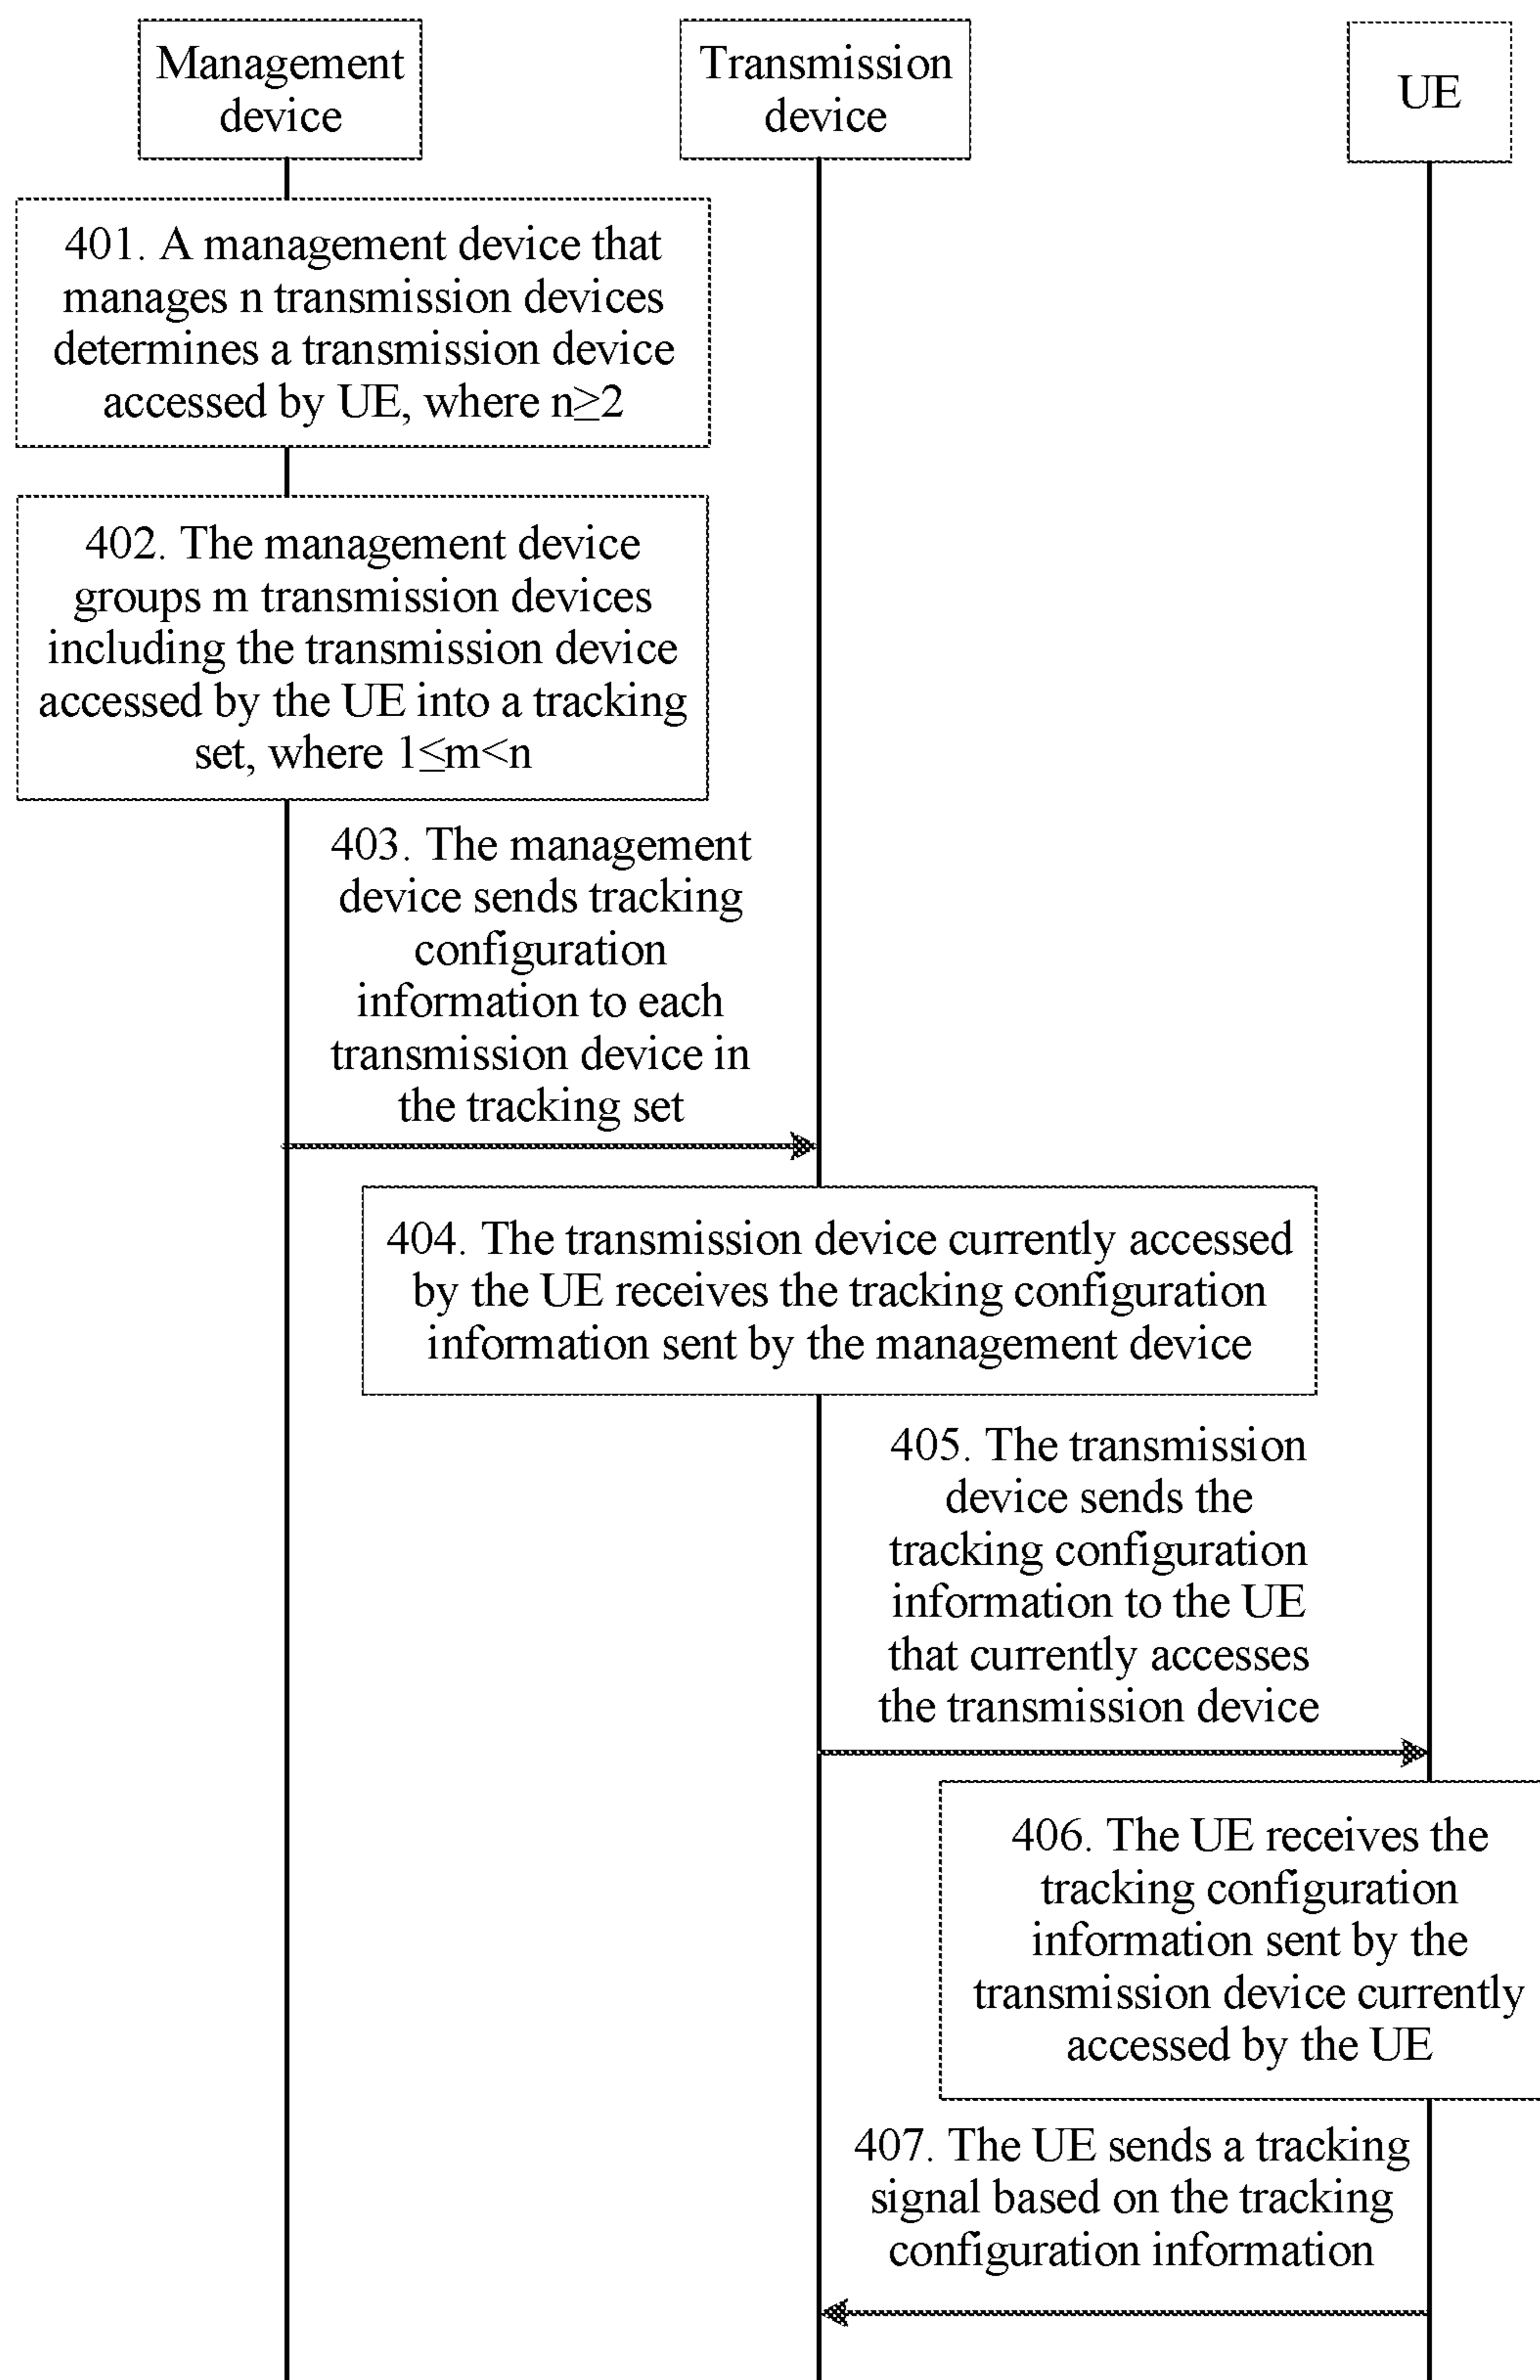 Management
device
Transmission
device
UE
401. A management device that
manages n transmission devices
determines a transmission device
accessed by UE, where n≥2
402. The management device
groups m transmission devices
including the transmission device
accessed by the UE into a tracking
set, where 1≤m<n
403. The management
device sends tracking
configuration
information to each
transmission device in
the tracking set
404. The transmission device currently accessed
by the UE receives the tracking configuration
information sent by the management device
405. The transmission
device sends the
tracking configuration
information to the UE
that currently accesses
the transmission device
406. The UE receives the
tracking configuration
information sent by the
transmission device currently
accessed by the UE
407. The UE sends a tracking
signal based on the tracking
configuration information